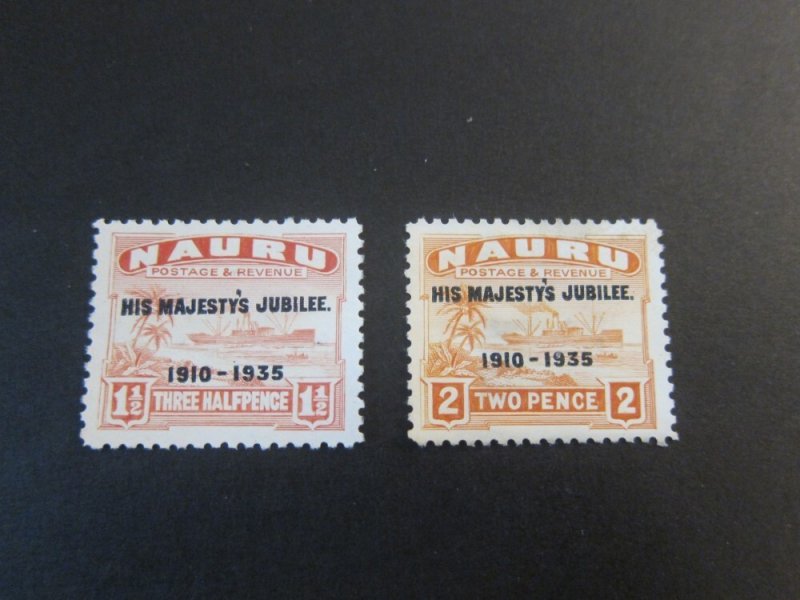 NAURU
POSTAGE & REVENUE
HIS MAJESTY'S JUBILEE.
1910 - 1935
1½ THREE HALFPENCE 1½
NAURU
POSTAGE & REVENUE
HIS MAJESTY'S JUBILEE.
1910 - 1935
2 TWO PENCE 2